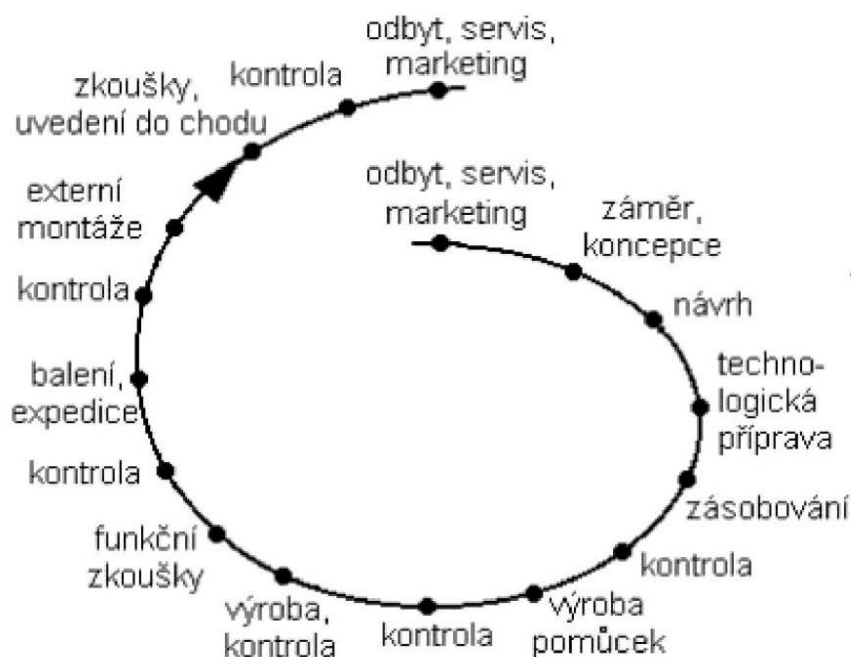 odbyt, servis,
marketing
kontrola
zkoušky,
uvedení do chodu
externí
montáže
kontrola
balení,
expedice
kontrola
funkční
zkoušky
výroba,
kontrola
kontrola
výroba
pomůcek
kontrola
zásobování
techno-
logická
příprava
návrh
záměr,
koncepce
odbyt, servis,
marketing